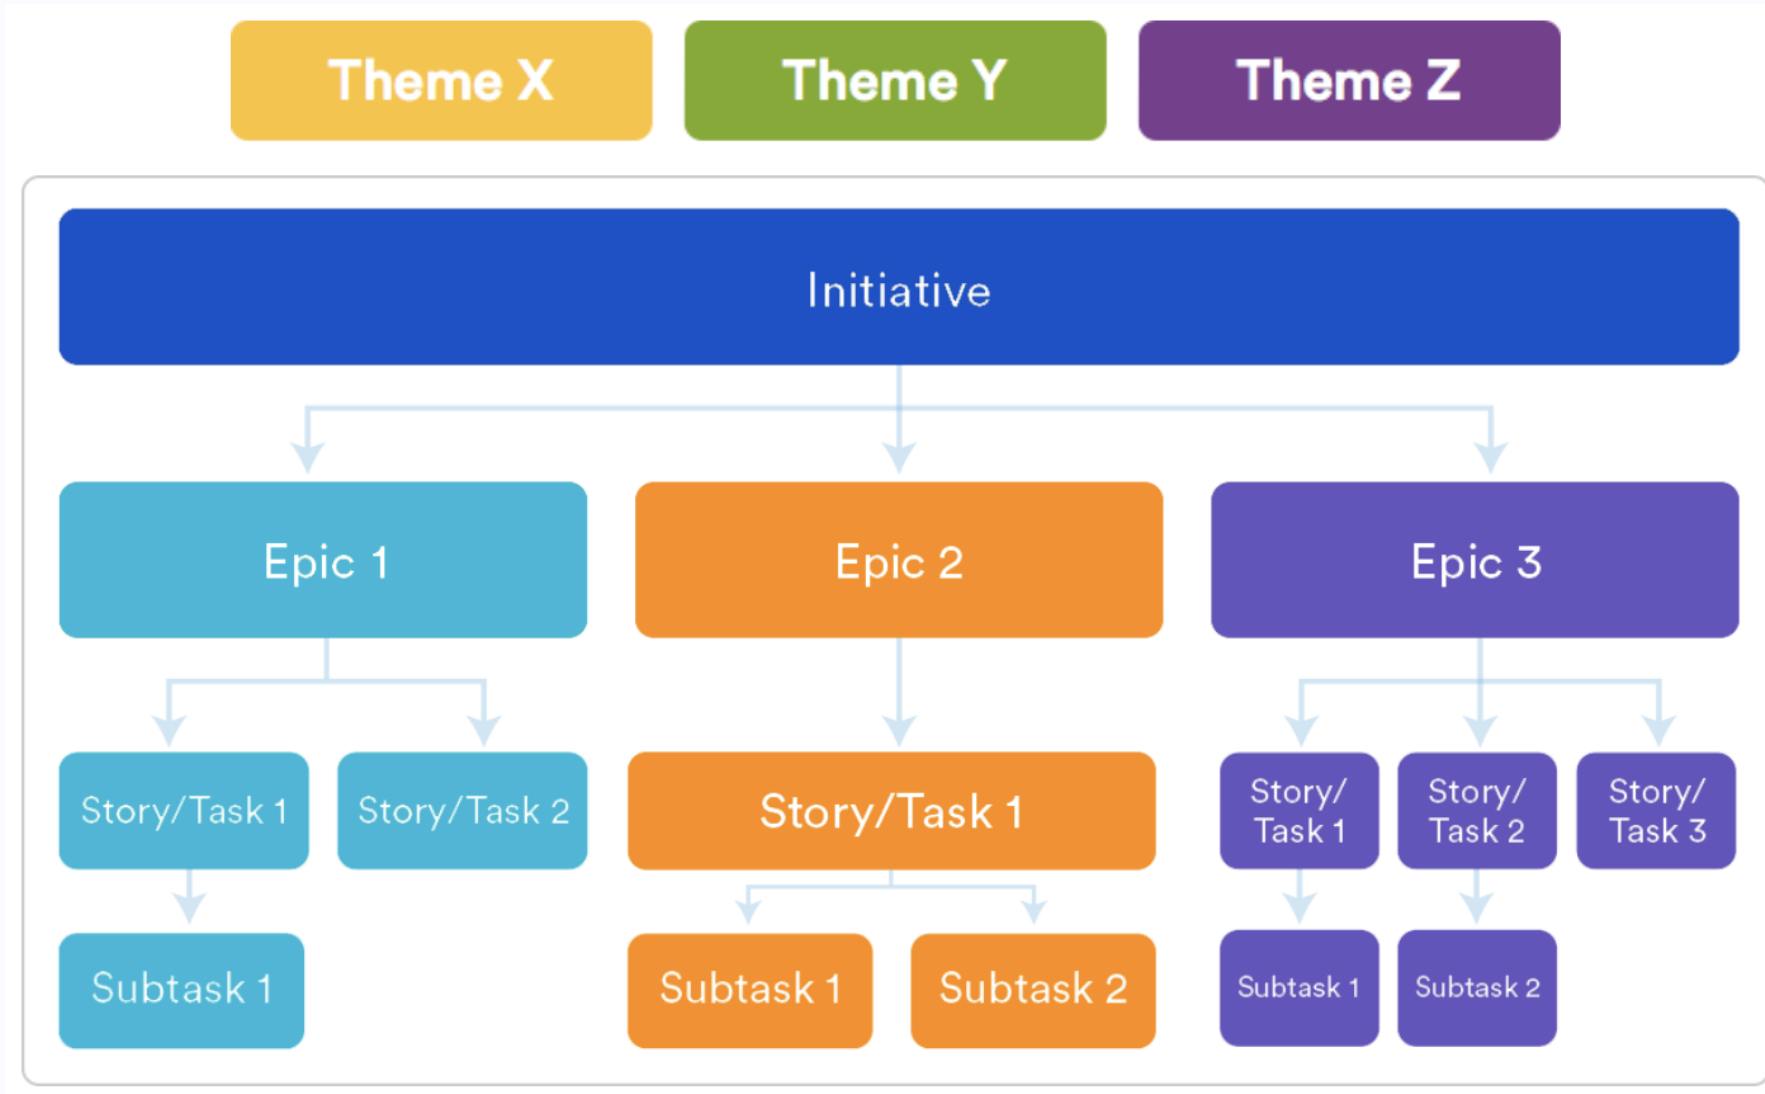 Theme X
Theme Y
Theme Z
Initiative
Epic 1
Epic 2
Epic 3
Story/Task 1
Story/Task 2
Story/Task 1
Story/
Task 1
Story/
Task 2
Story/
Task 3
Subtask 1
Subtask 1
Subtask 2
Subtask 1
Subtask 2